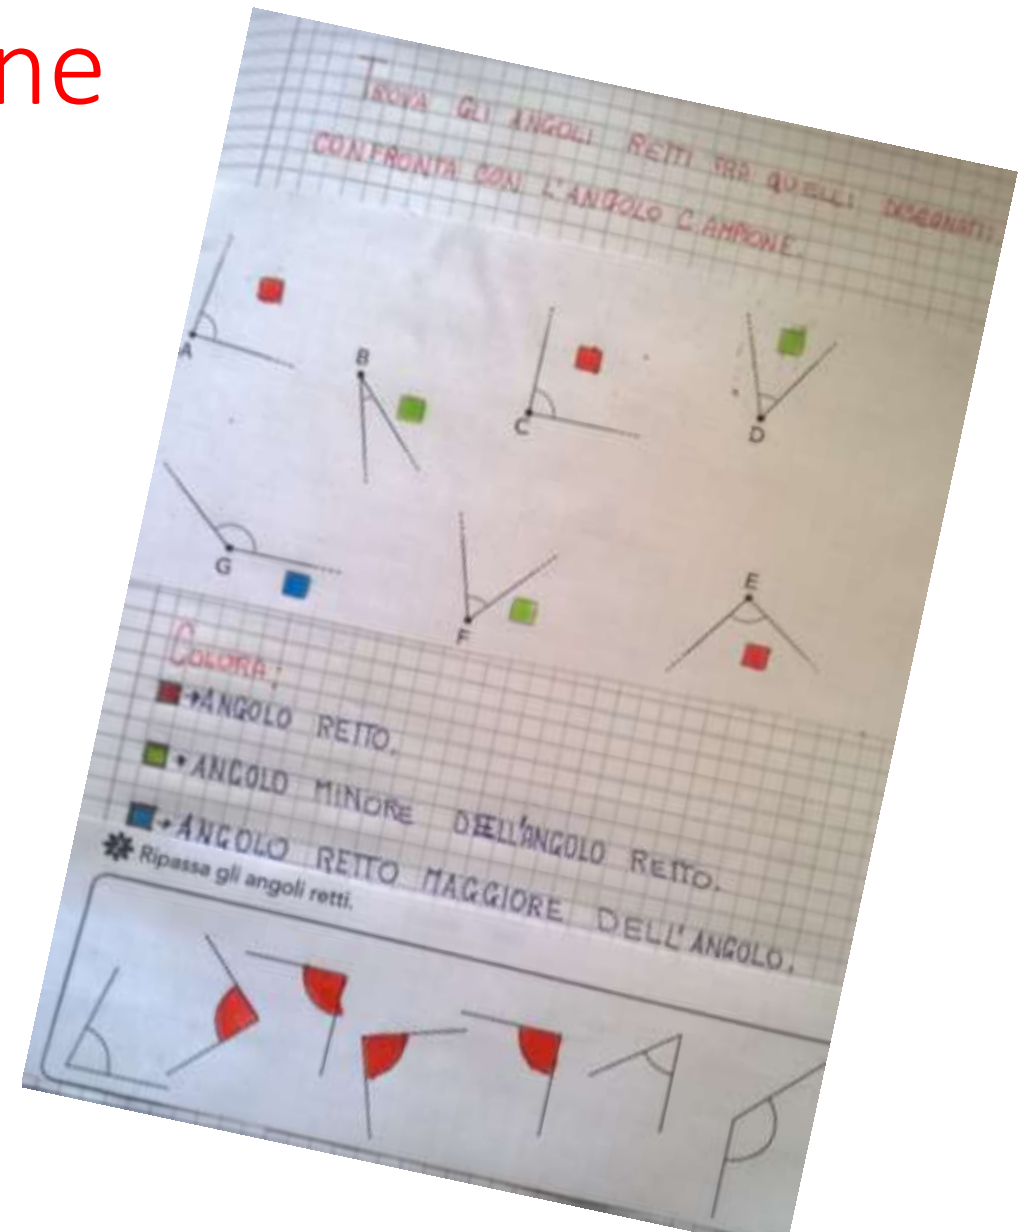 ne
TROVA GLI ANGOLI RETTI TRA QUELLI DISEGNATI:
CONFRONTA CON L'ANGOLO CAMPIONE.
A
B
C
D
G
F
E
COLORA:
→ANGOLO RETTO.
→ANGOLO MINORE DELL'ANGOLO RETTO.
→ANGOLO RETTO MAGGIORE DELL'ANGOLO.
Ripassa gli angoli retti.